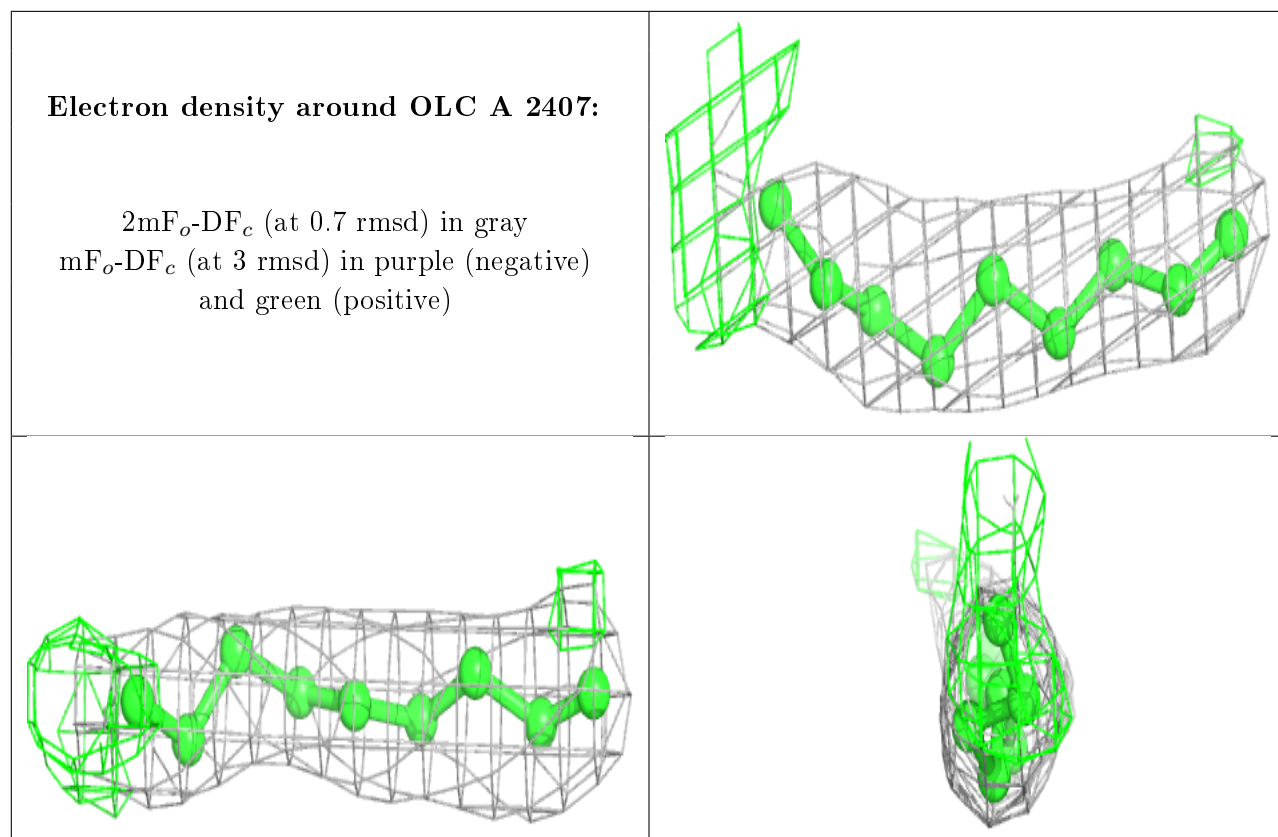 Electron density around OLC A 2407:
2mFₒ-DF𝒸 (at 0.7 rmsd) in gray
mFₒ-DF𝒸 (at 3 rmsd) in purple (negative)
and green (positive)